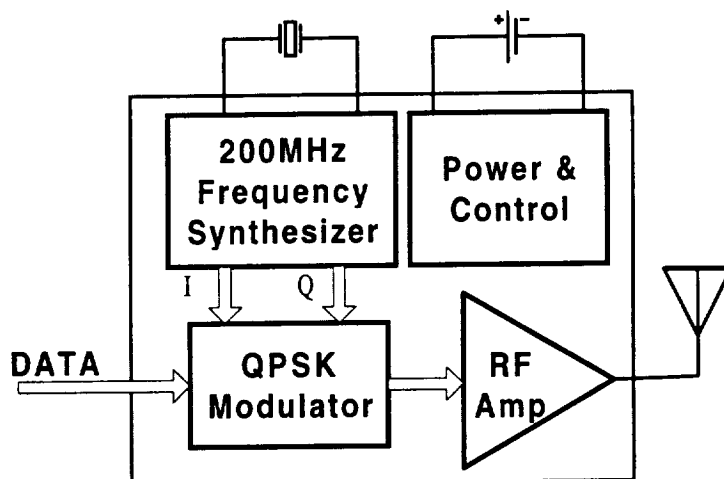 + -
200MHz
Frequency
Synthesizer
Power &
Control
I
Q
DATA
QPSK
Modulator
RF
Amp